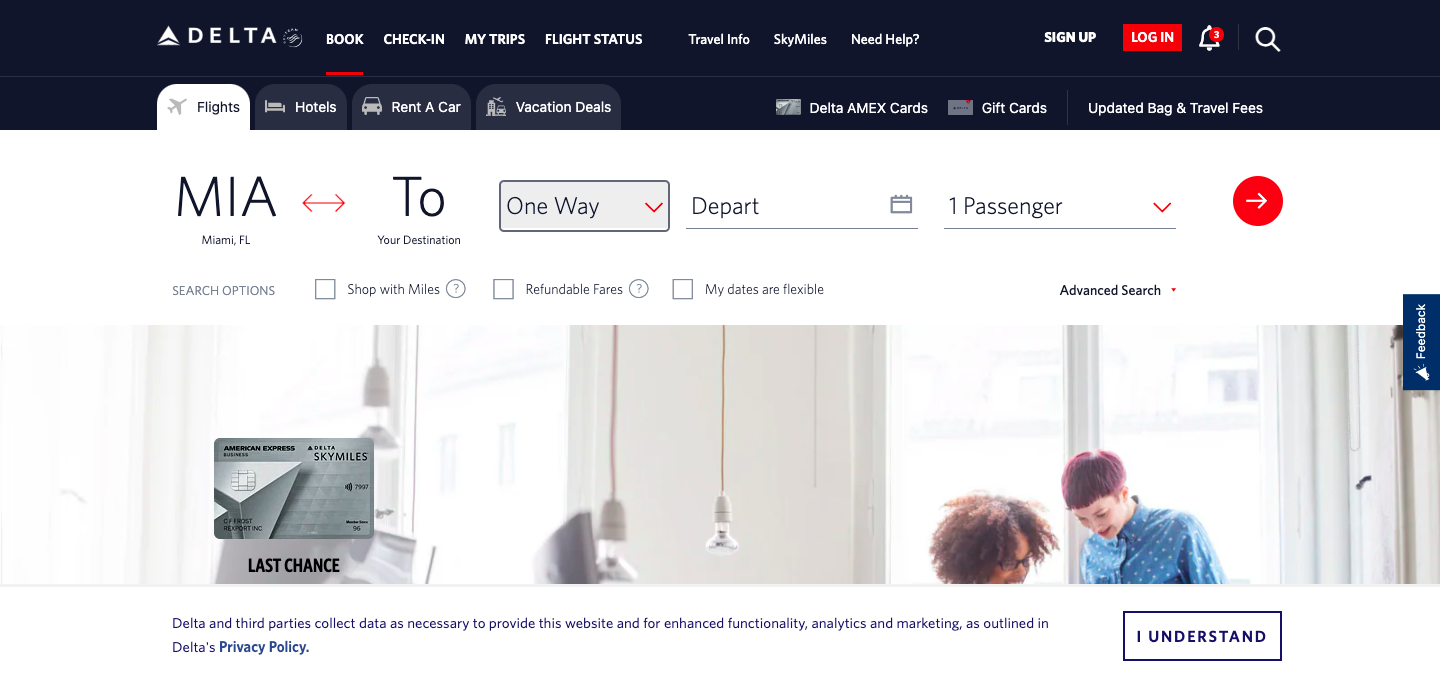 DELTA
BOOK
CHECK-IN
MY TRIPS
FLIGHT STATUS
Travel Info
SkyMiles
Need Help?
SIGN UP
LOG IN
3
Flights
Hotels
Rent A Car
Vacation Deals
Delta AMEX Cards
Gift Cards
Updated Bag & Travel Fees
MIA
Miami, FL
To
Your Destination
One Way
Depart
1 Passenger
SEARCH OPTIONS
Shop with Miles ?
Refundable Fares ?
My dates are flexible
Advanced Search
Feedback
AMERICAN EXPRESS
BUSINESS
DELTA
SKYMILES
7997
C F FROST
REXPORT INC
Member Since
96
LAST CHANCE
Delta and third parties collect data as necessary to provide this website and for enhanced functionality, analytics and marketing, as outlined in
Delta's Privacy Policy.
I UNDERSTAND